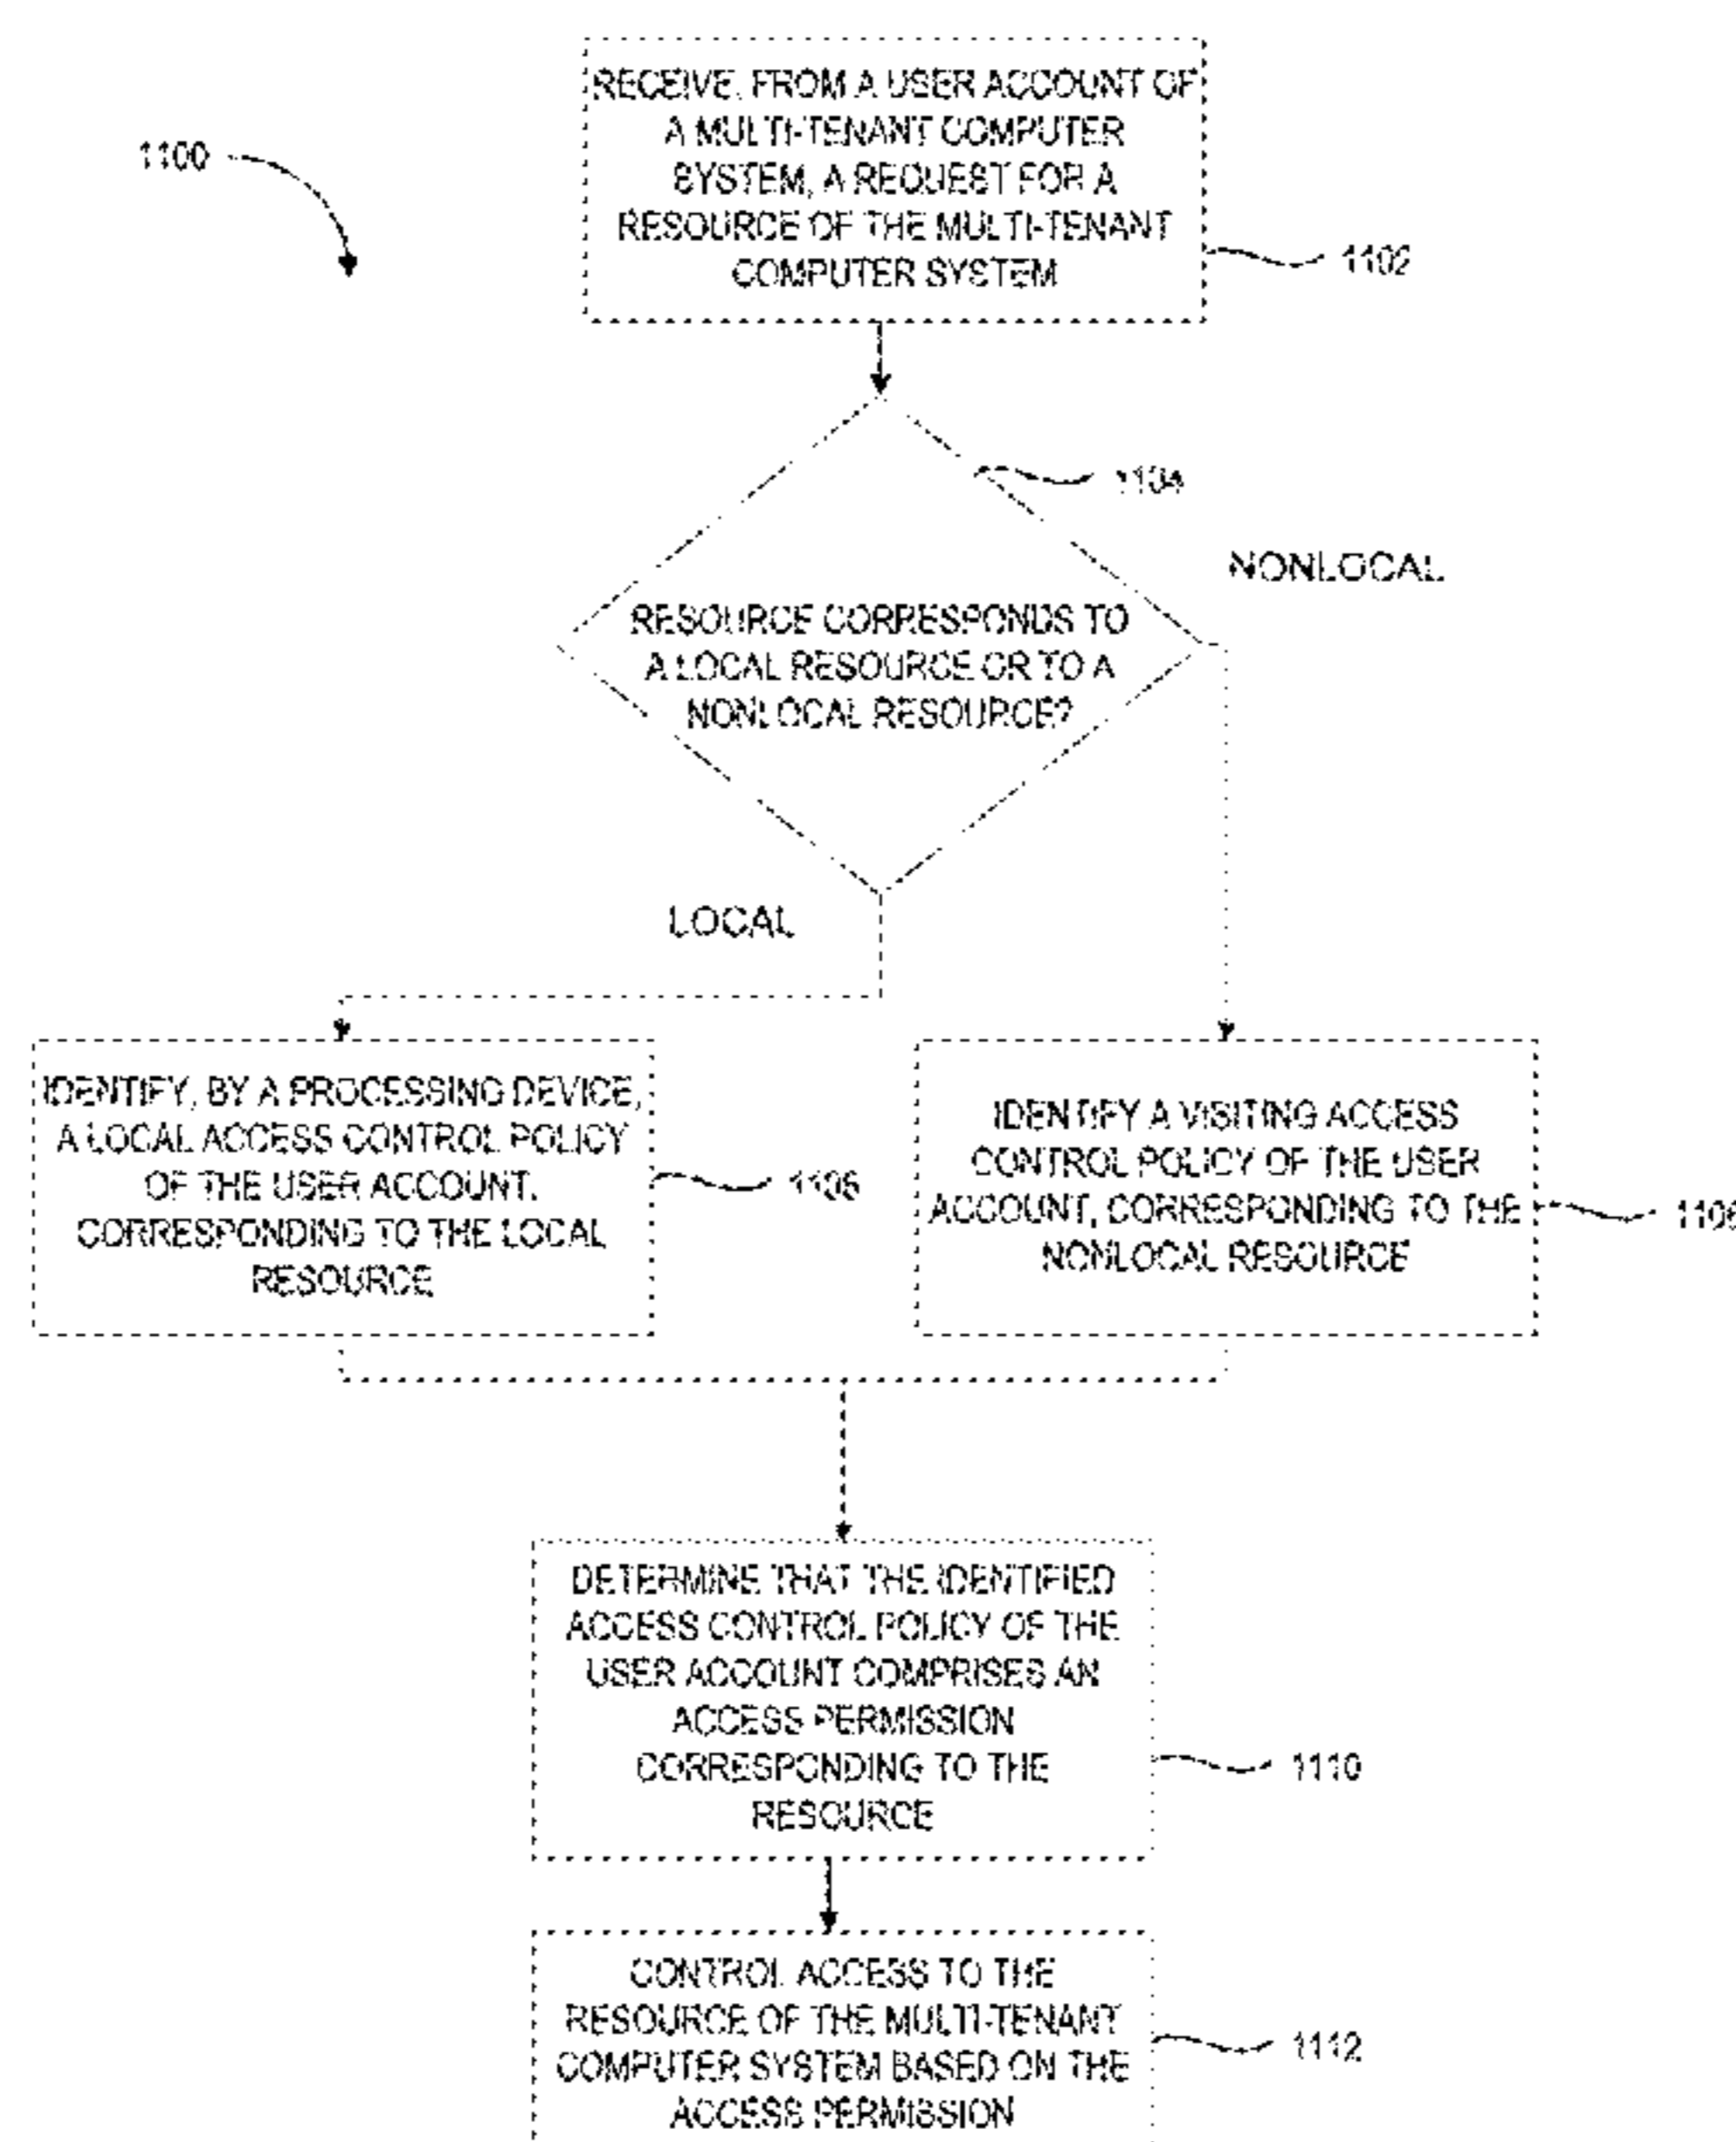 RECEIVE, FROM A USER ACCOUNT OF
A MULTI-TENANT COMPUTER
SYSTEM, A REQUEST FOR A
RESOURCE OF THE MULTI-TENANT
COMPUTER SYSTEM
1100
1102
1104
NONLOCAL
RESOURCE CORRESPONDS TO
A LOCAL RESOURCE OR TO A
NONLOCAL RESOURCE?
LOCAL
IDENTIFY, BY A PROCESSING DEVICE,
A LOCAL ACCESS CONTROL POLICY
OF THE USER ACCOUNT,
CORRESPONDING TO THE LOCAL
RESOURCE
IDENTIFY A VISITING ACCESS
CONTROL POLICY OF THE USER
ACCOUNT, CORRESPONDING TO THE
NONLOCAL RESOURCE
DETERMINE THAT THE IDENTIFIED
ACCESS CONTROL POLICY OF THE
USER ACCOUNT COMPRISES AN
ACCESS PERMISSION
CORRESPONDING TO THE
RESOURCE
1110
CONTROL ACCESS TO THE
RESOURCE OF THE MULTI-TENANT
COMPUTER SYSTEM BASED ON THE
ACCESS PERMISSION
1112